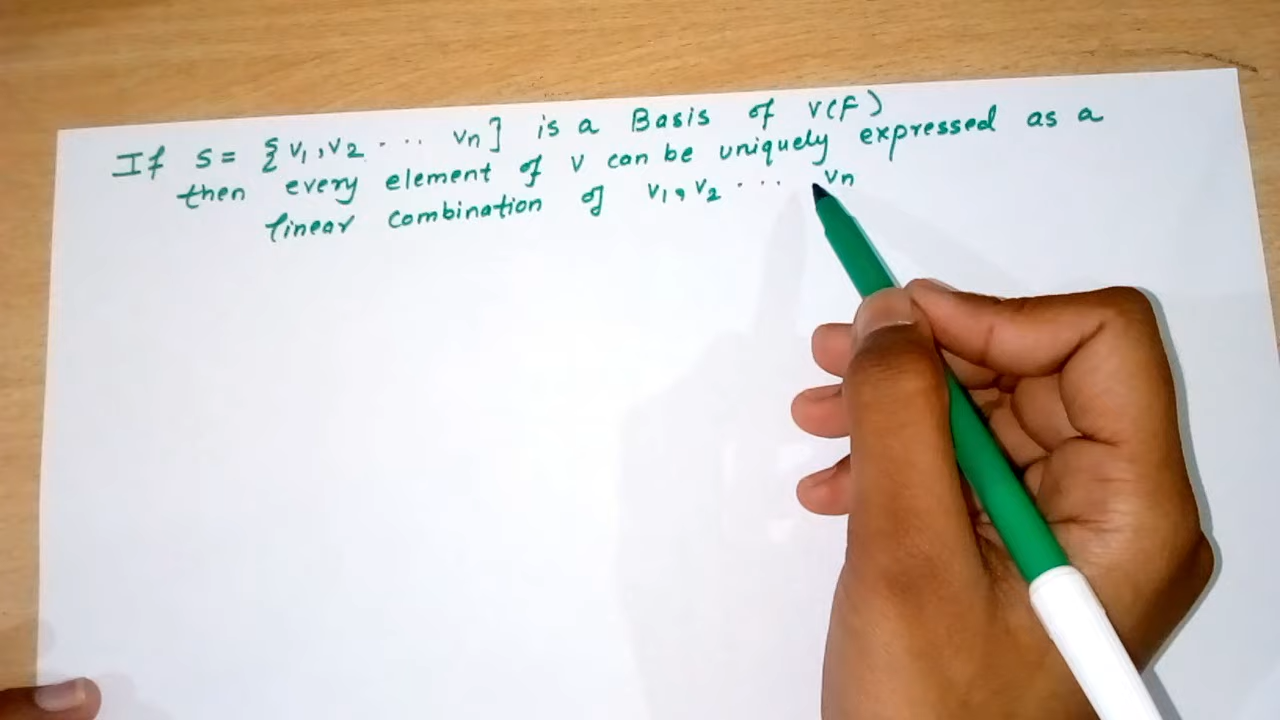 If S = {v1, v2 . . . . vn] is a Basis of V(F)
then every element of V can be uniquely expressed as a
linear combination of v1, v2 . . . . vn